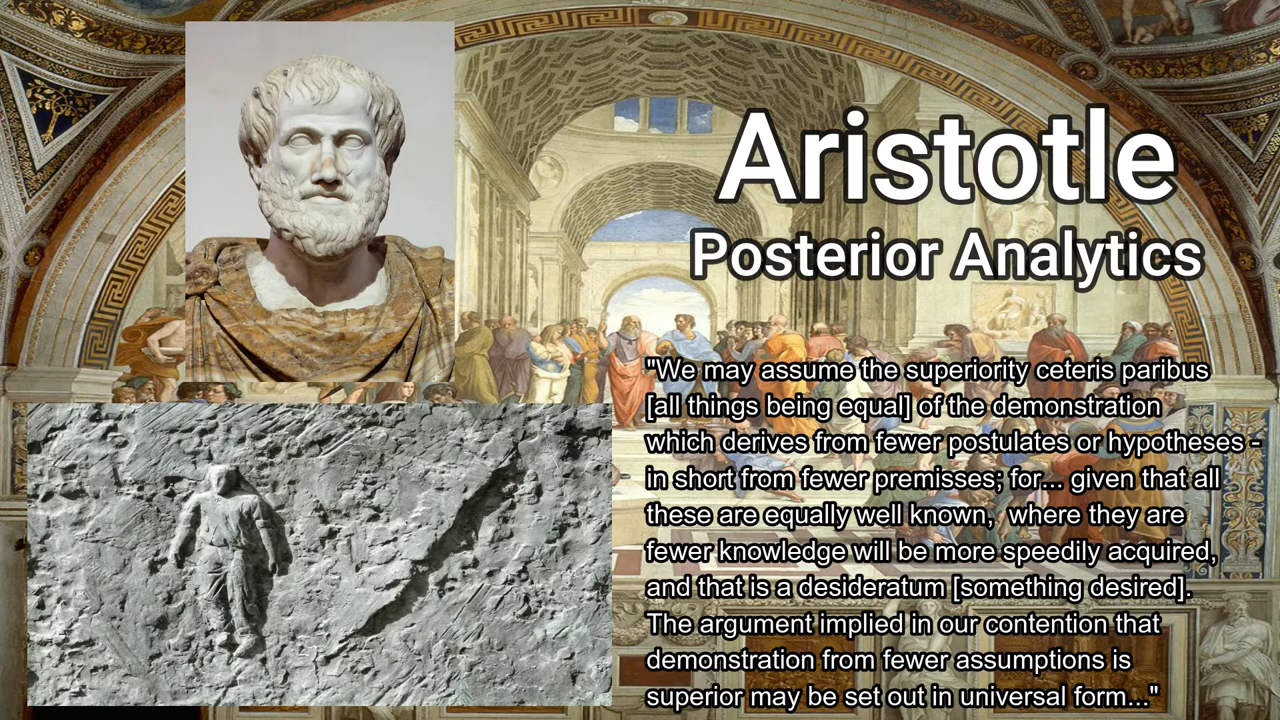 Aristotle
Posterior Analytics
"We may assume the superiority ceteris paribus
[all things being equal] of the demonstration
which derives from fewer postulates or hypotheses -
in short from fewer premisses; for... given that all
these are equally well known,  where they are
fewer knowledge will be more speedily acquired,
and that is a desideratum [something desired].
The argument implied in our contention that
demonstration from fewer assumptions is
superior may be set out in universal form..."